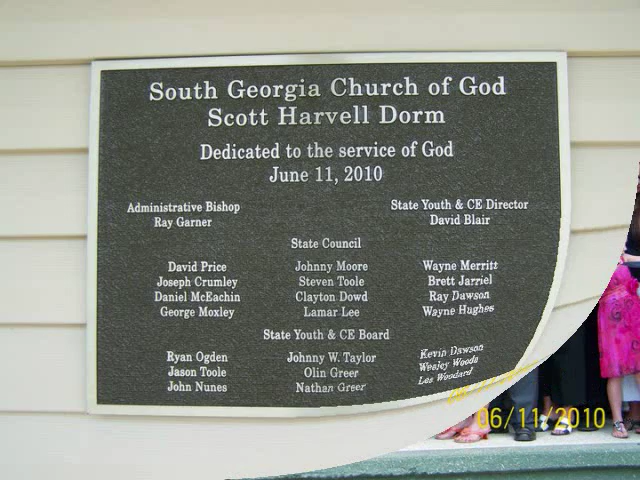 South Georgia Church of God
Scott Harvell Dorm
Dedicated to the service of God
June 11, 2010
Administrative Bishop
Ray Garner
State Youth & CE Director
David Blair
State Council
David Price Johnny Moore Wayne Merritt
Joseph Crumley Steven Toole Brett Jarriel
Daniel McEachin Clayton Dowd Ray Dawson
George Moxley Lamar Lee Wayne Hughes
State Youth & CE Board
Ryan Ogden Johnny W. Taylor Kevin Dawson
Jason Toole Olin Greer Wesley Woods
John Nunes Nathan Greer Les Woodard
06/11/2010